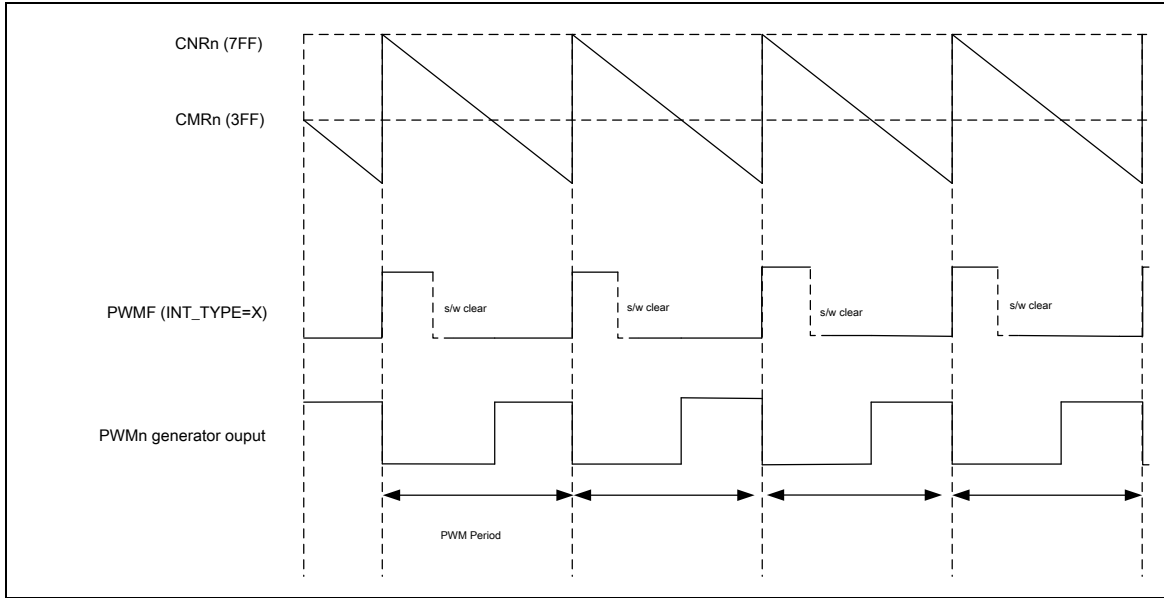 CNRn (7FF)
CMRn (3FF)
PWMF (INT_TYPE=X)
s/w clear
s/w clear
s/w clear
s/w clear
PWMn generator ouput
PWM Period